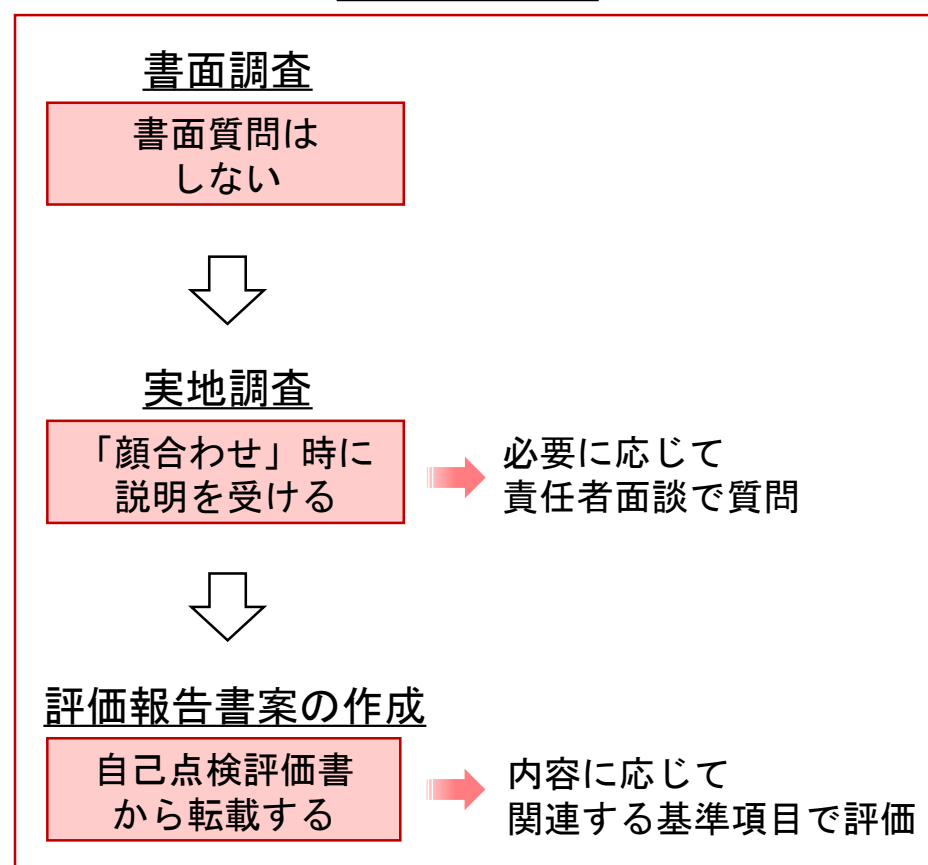 書面調査
書面質問は
しない
実地調査
「顔合わせ」時に
説明を受ける
必要に応じて
責任者面談で質問
評価報告書案の作成
自己点検評価書
から転載する
内容に応じて
関連する基準項目で評価